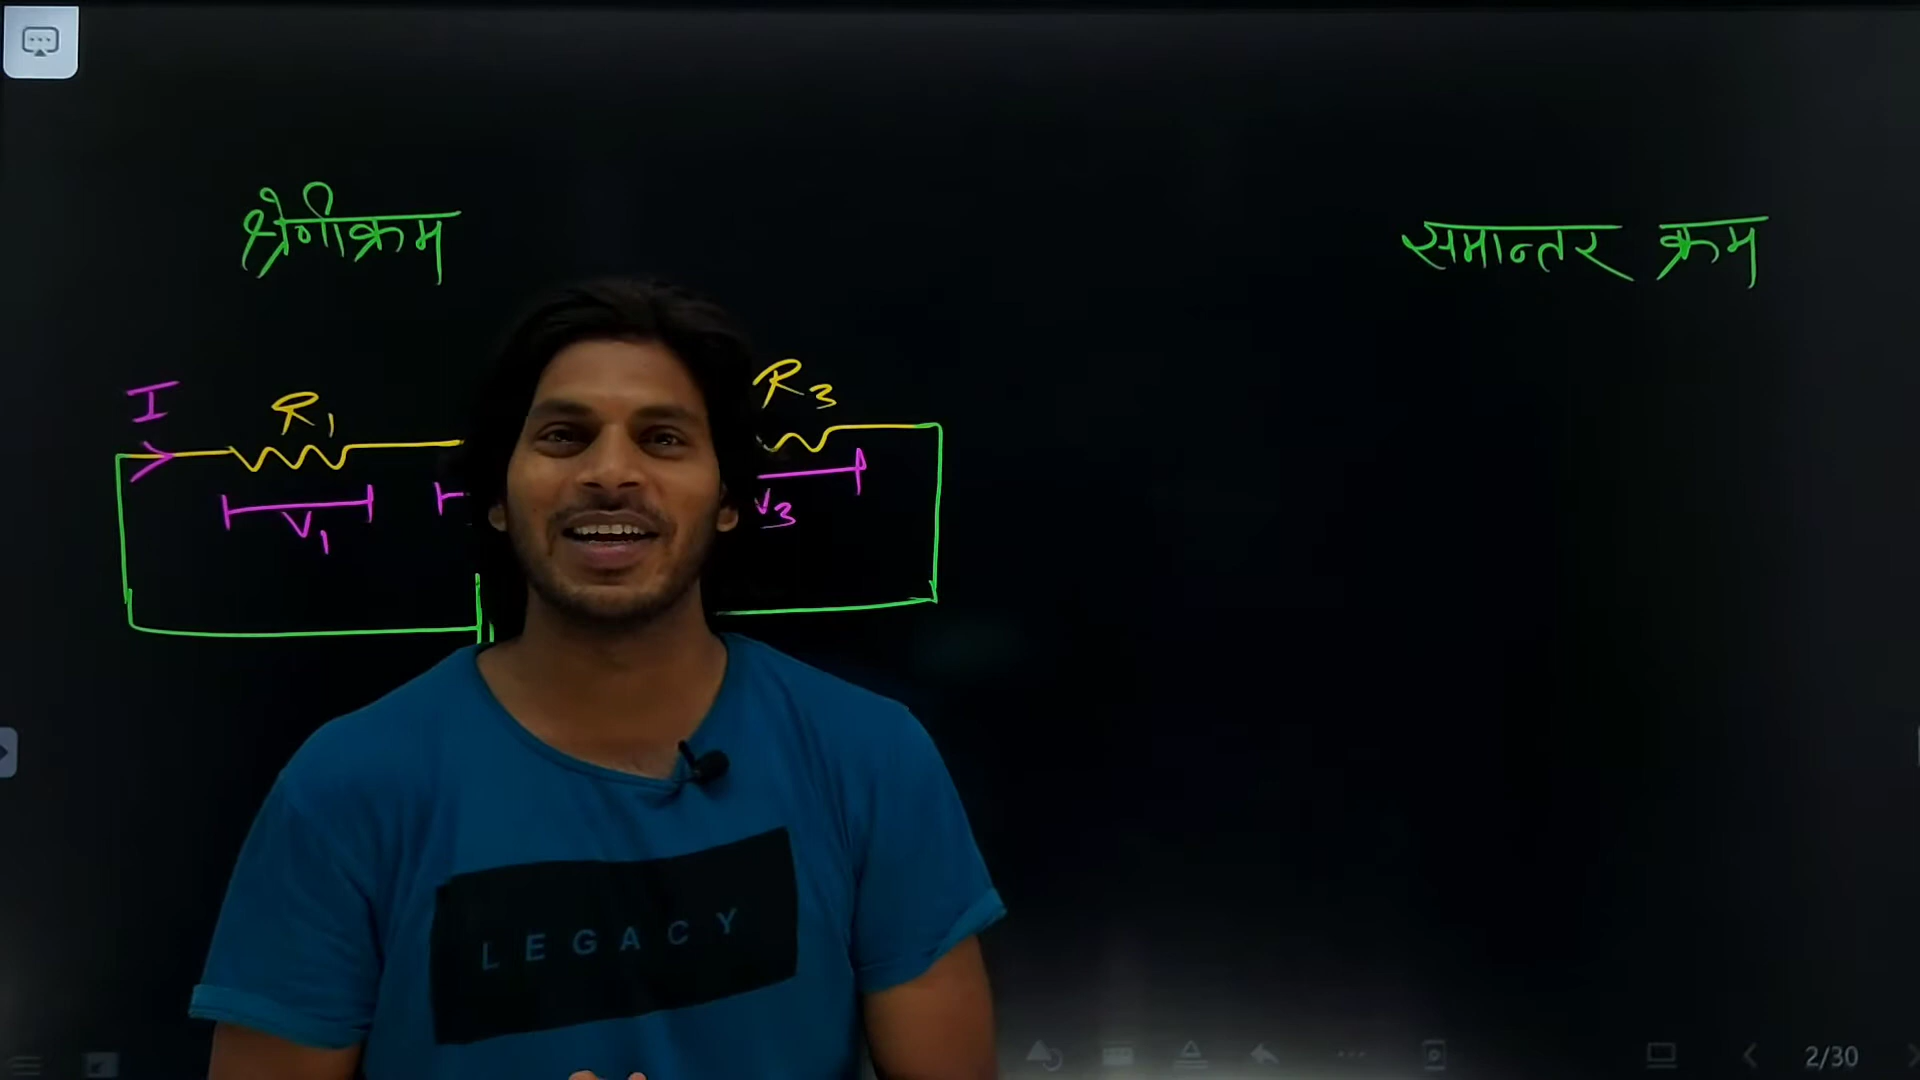 श्रेणीक्रम
समान्तर क्रम
I
R₁
R₃
V₁
V₃
LEGACY
2/30